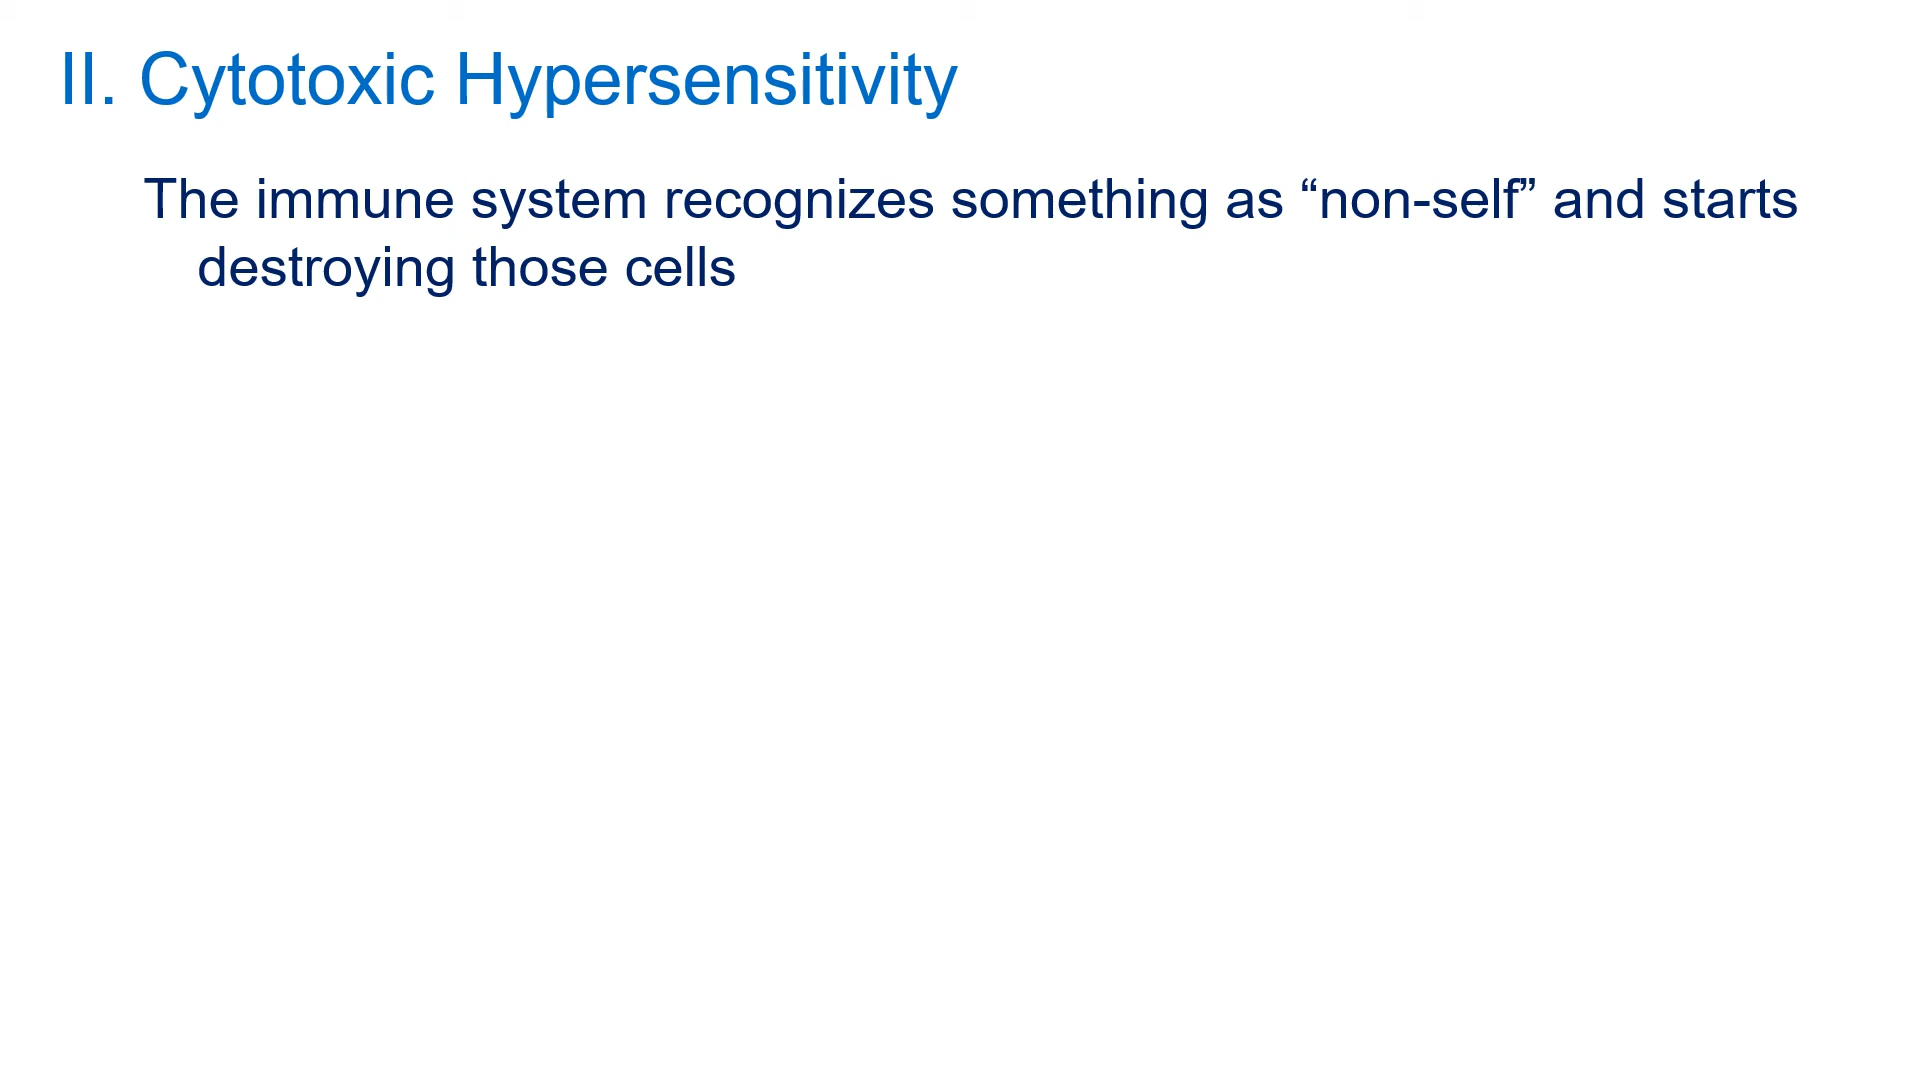 II. Cytotoxic Hypersensitivity
The immune system recognizes something as “non-self” and starts
destroying those cells